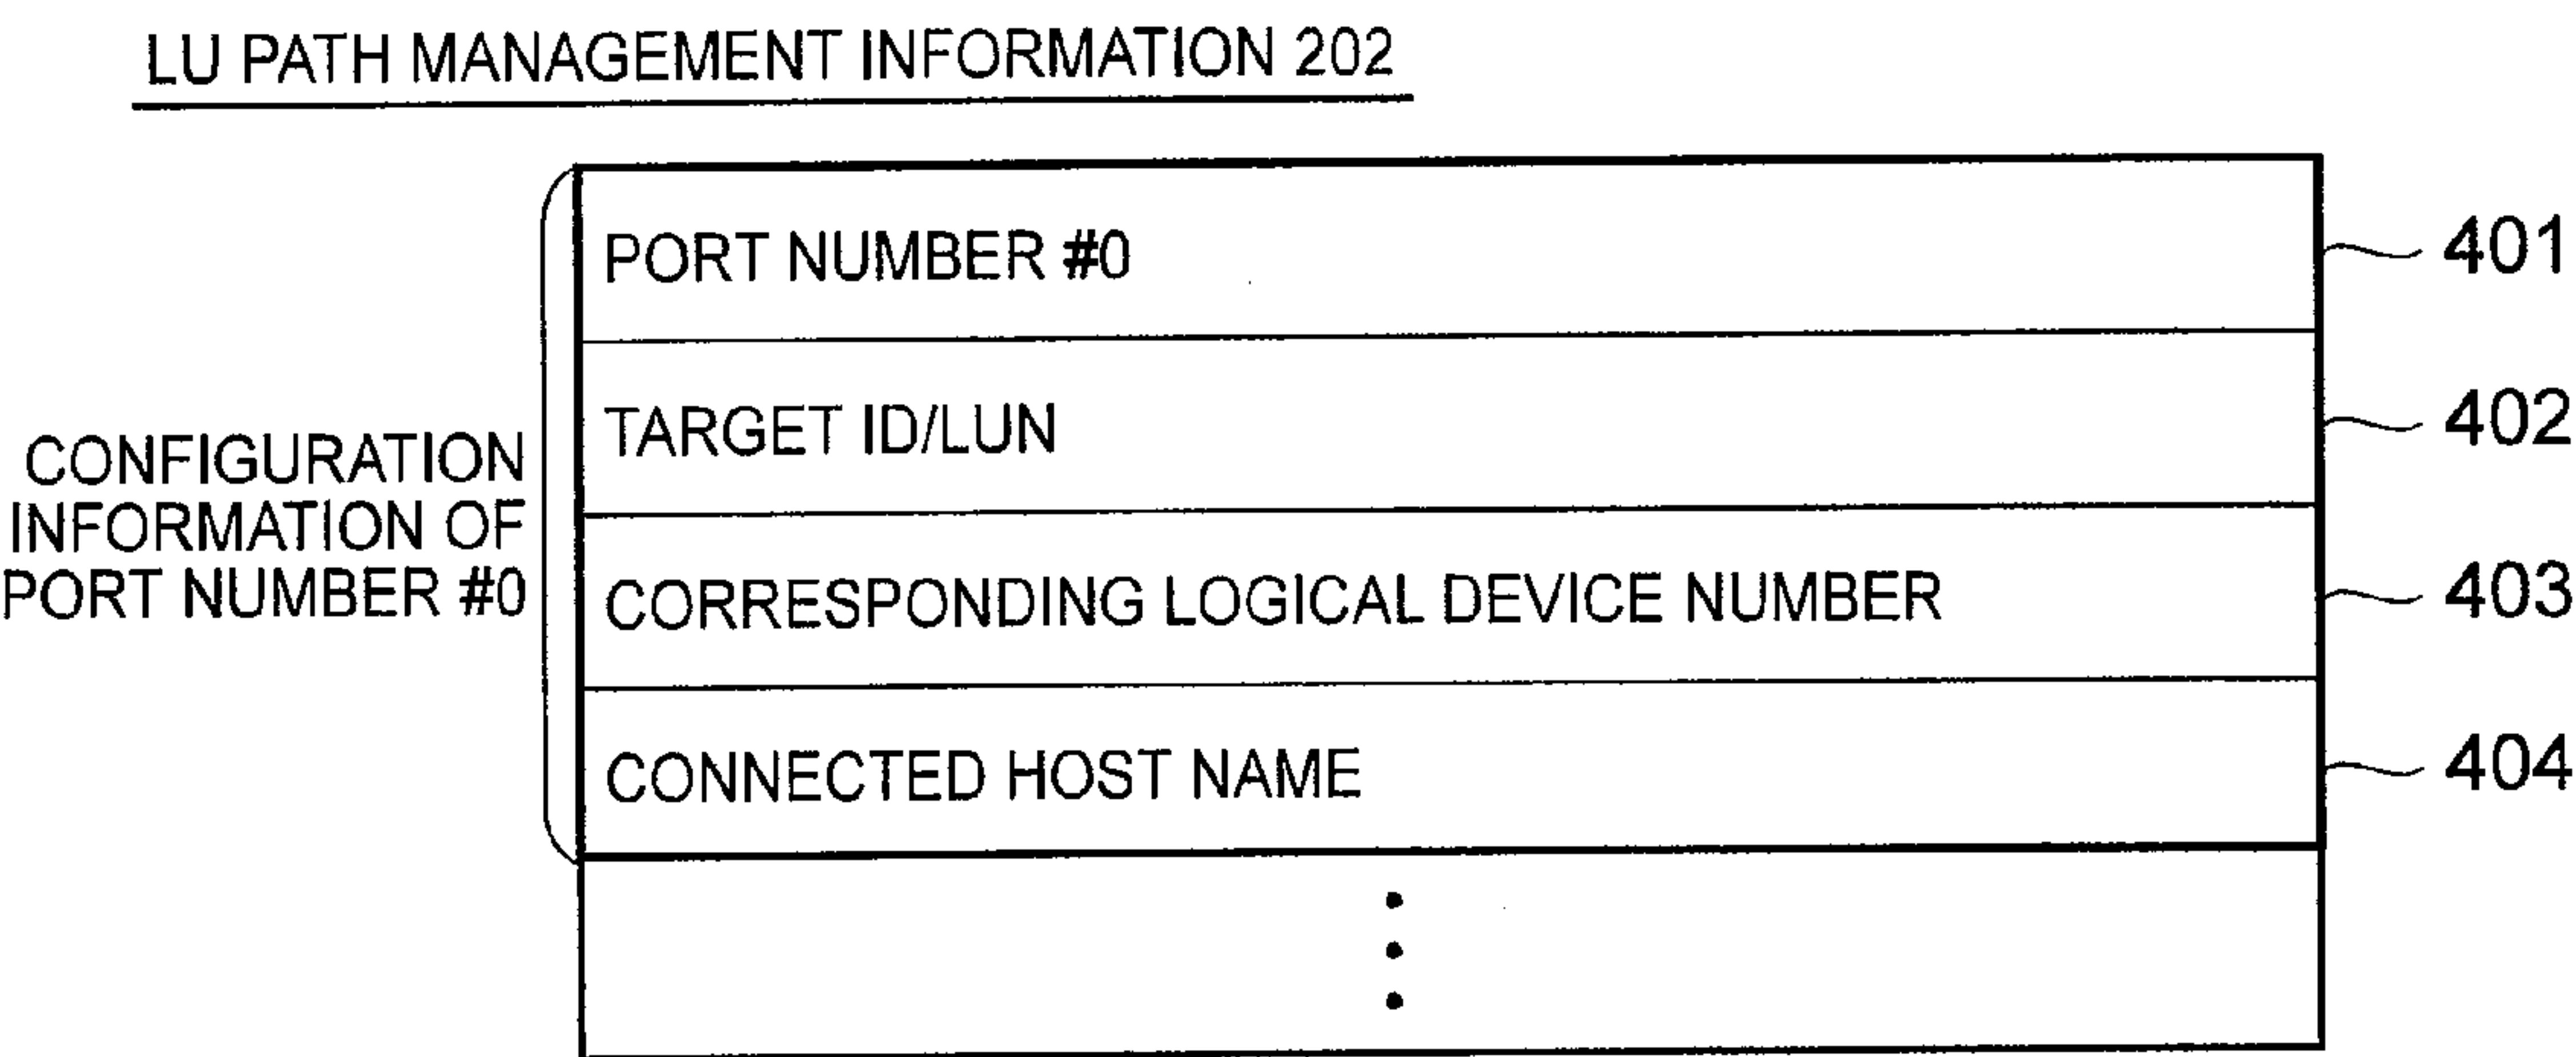 LU PATH MANAGEMENT INFORMATION 202
PORT NUMBER #0
401
TARGET ID/LUN
402
CONFIGURATION
INFORMATION OF
PORT NUMBER #0
CORRESPONDING LOGICAL DEVICE NUMBER
403
CONNECTED HOST NAME
404